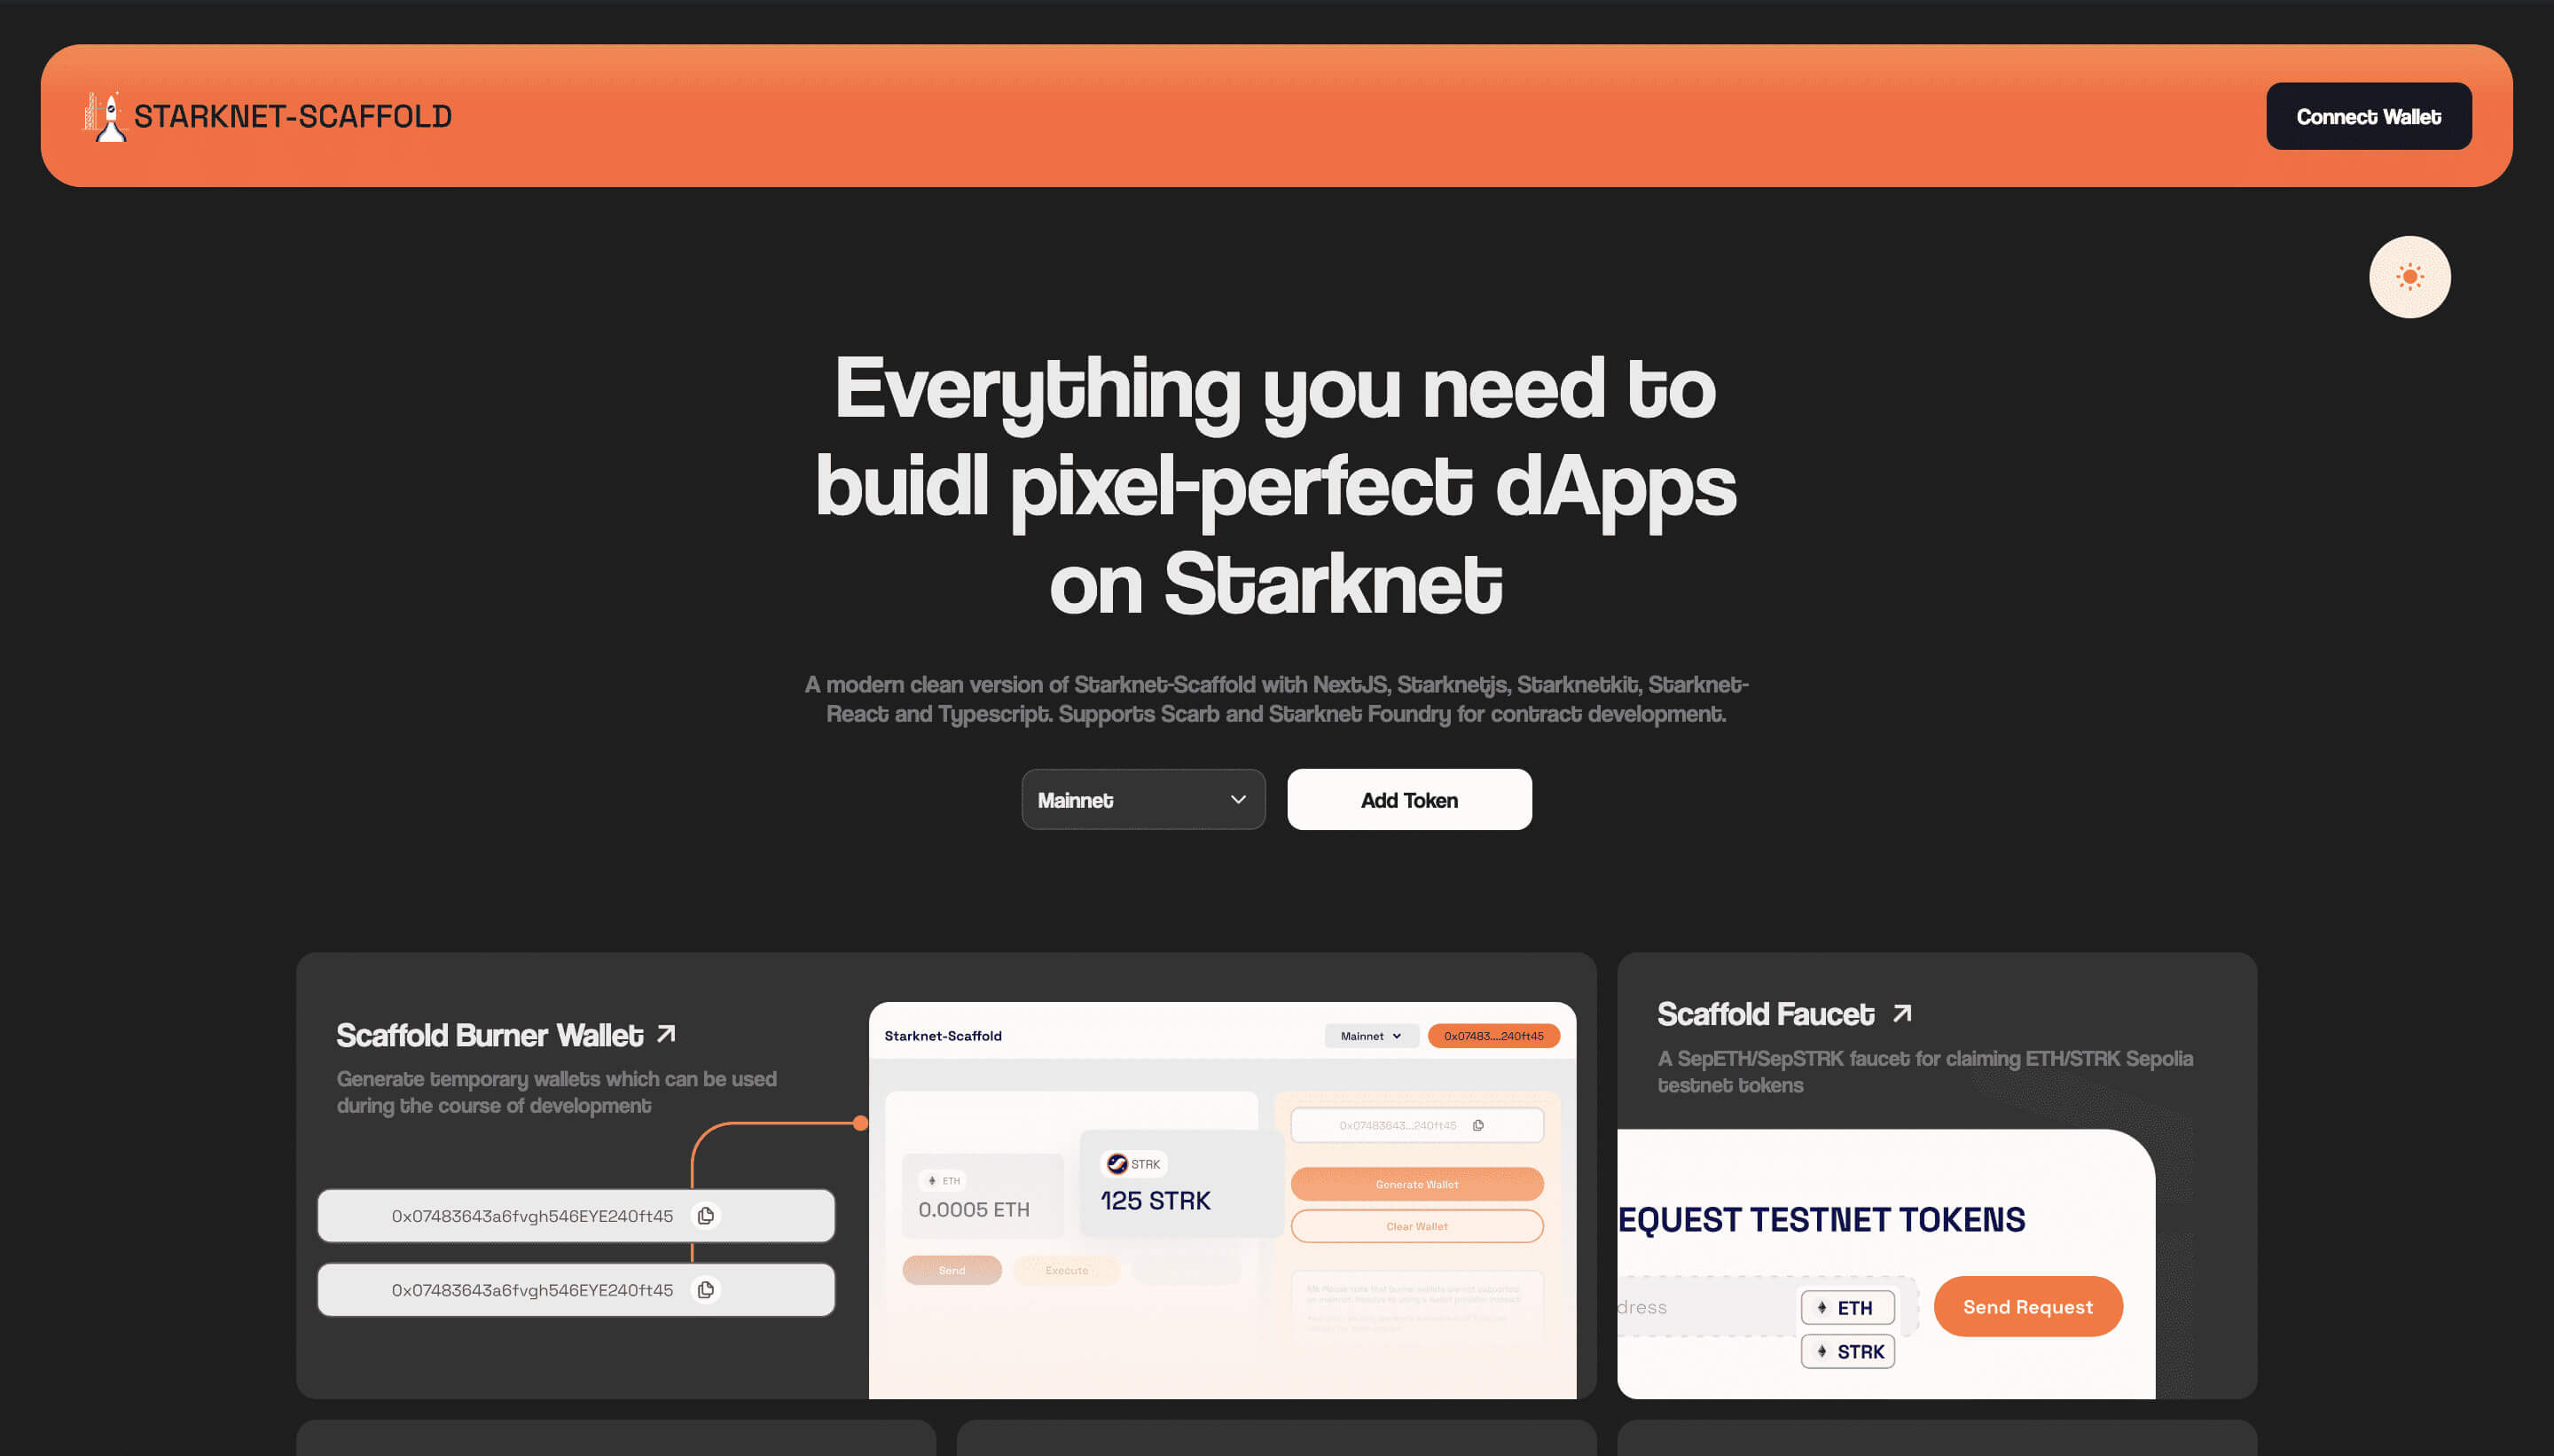 STARKNET-SCAFFOLD
Connect Wallet
Everything you need to
buidl pixel-perfect dApps
on Starknet
A modern clean version of Starknet-Scaffold with NextJS, Starknetjs, Starknetkit, Starknet-
React and Typescript. Supports Scarb and Starknet Foundry for contract development.
Mainnet
Add Token
Scaffold Burner Wallet
Generate temporary wallets which can be used
during the course of development
0x07483643a6fvgh546EYE240ft45
0x07483643a6fvgh546EYE240ft45
Starknet-Scaffold
Mainnet
0x07483....240ft45
0x07483643...240ft45
ETH
0.0005 ETH
STRK
125 STRK
Generate Wallet
Clear Wallet
Send
Execute
Scaffold Faucet
A SepETH/SepSTRK faucet for claiming ETH/STRK Sepolia
testnet tokens
EQUEST TESTNET TOKENS
dress
ETH
Send Request
STRK